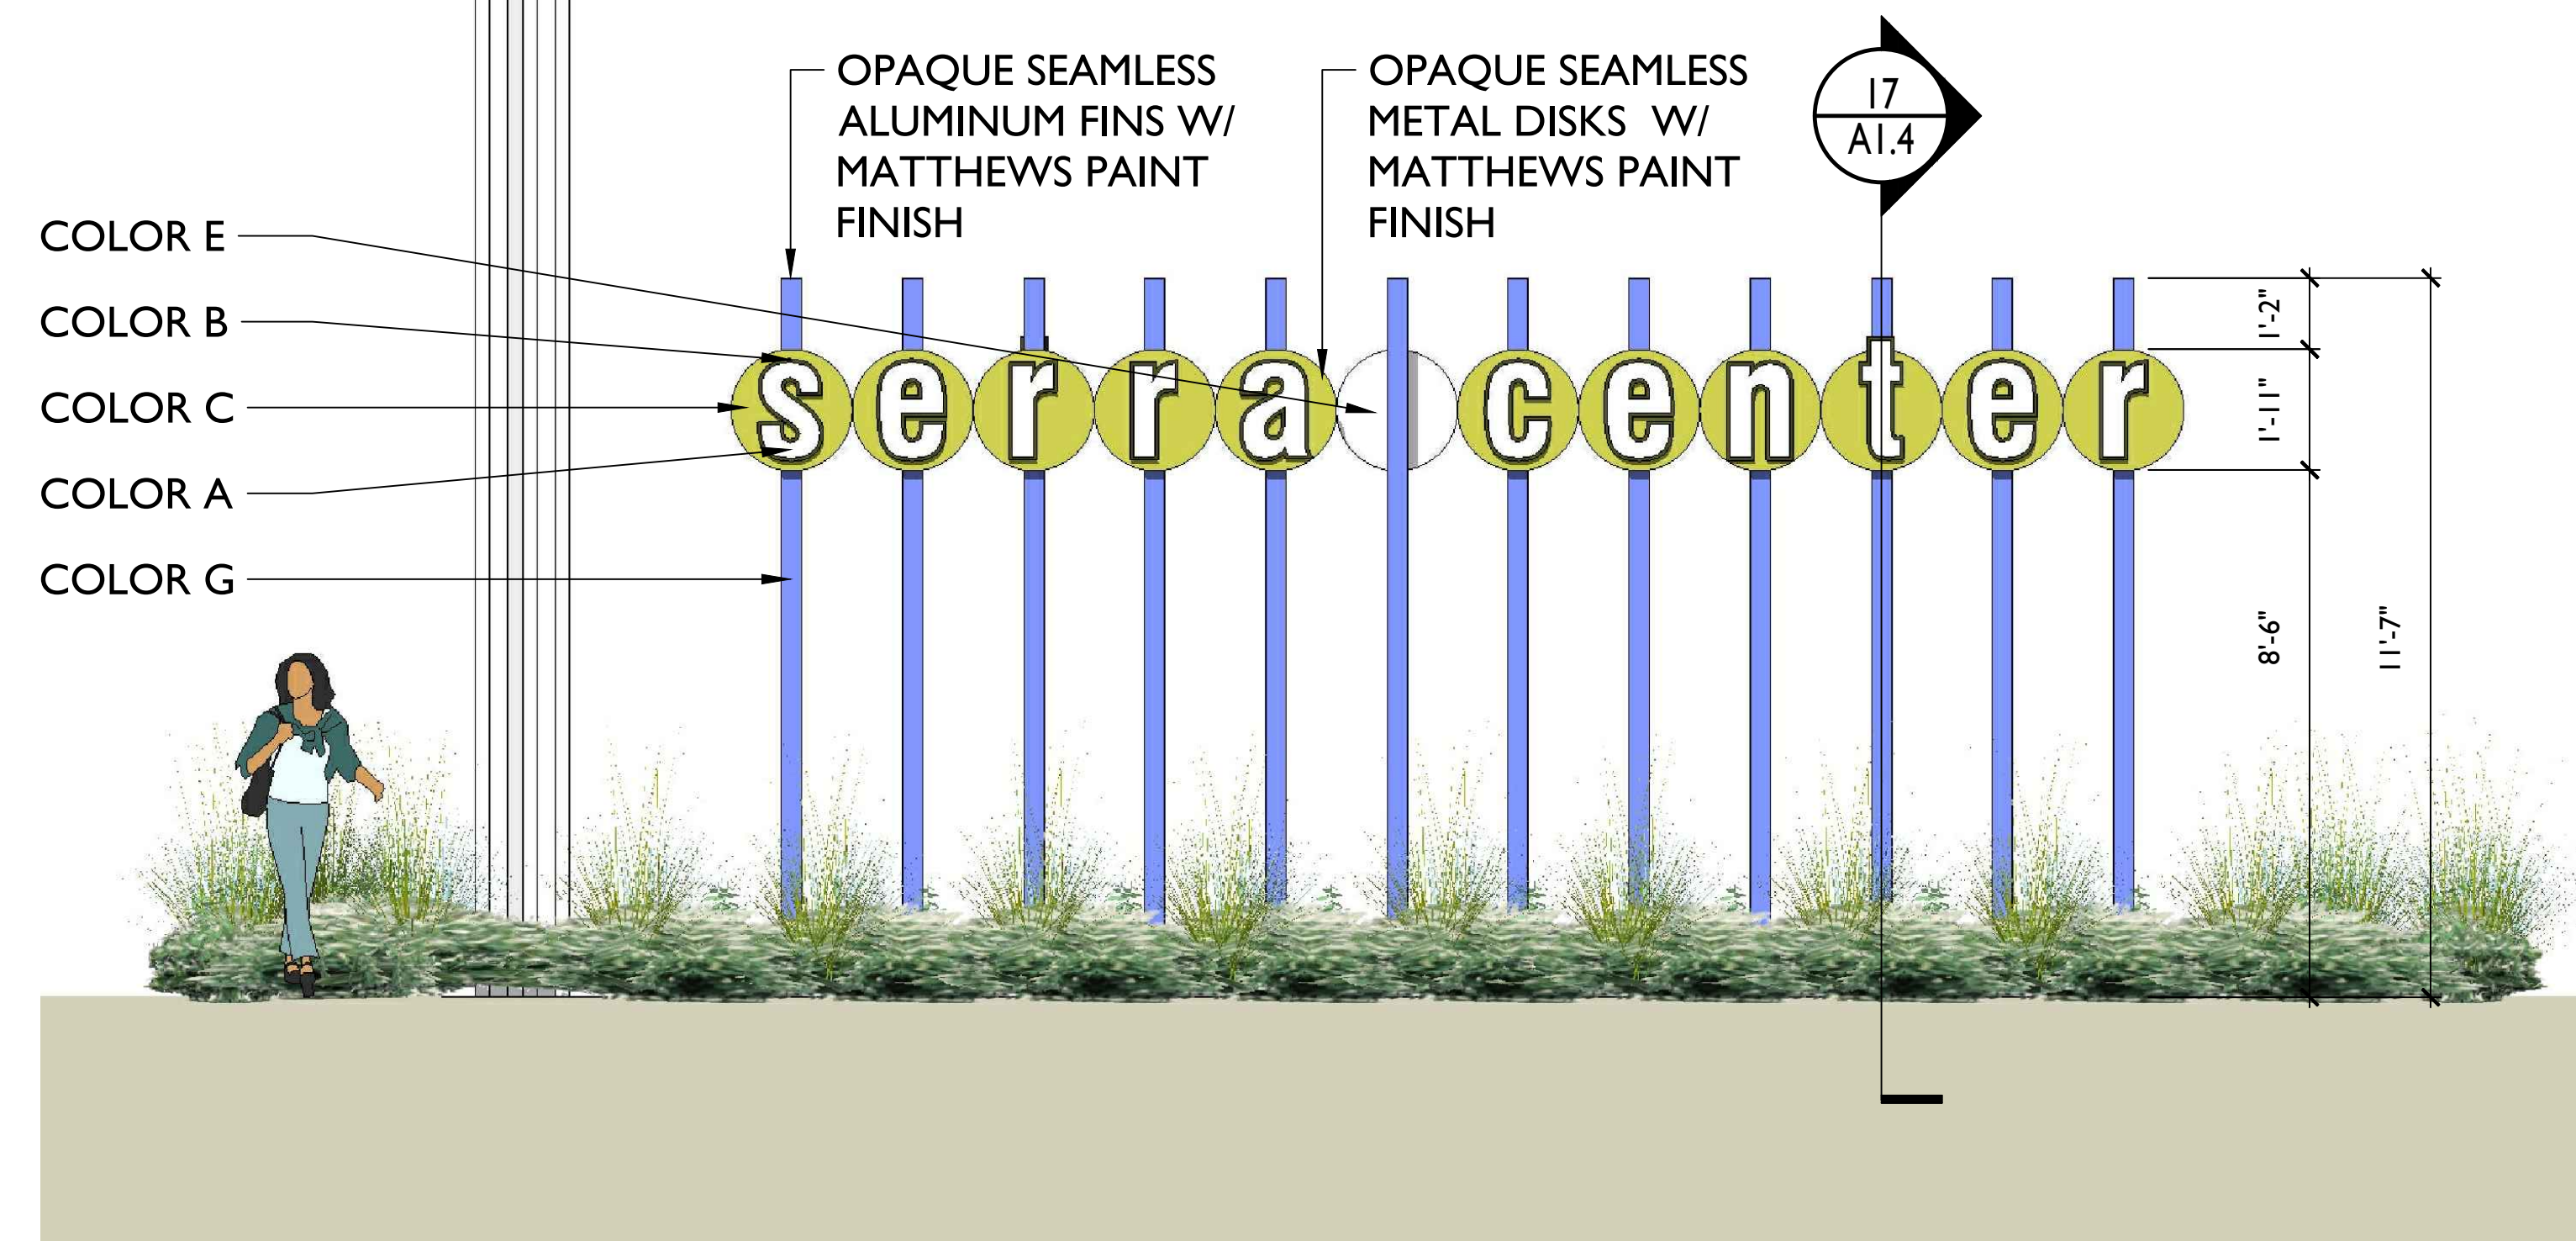 OPAQUE SEAMLESS
ALUMINUM FINS W/
MATTHEWS PAINT
FINISH
OPAQUE SEAMLESS
METAL DISKS W/
MATTHEWS PAINT
FINISH
17
A1.4
COLOR E
COLOR B
COLOR C
COLOR A
COLOR G
serra center
1'-2"
1'-11"
8'-6"
11'-7"